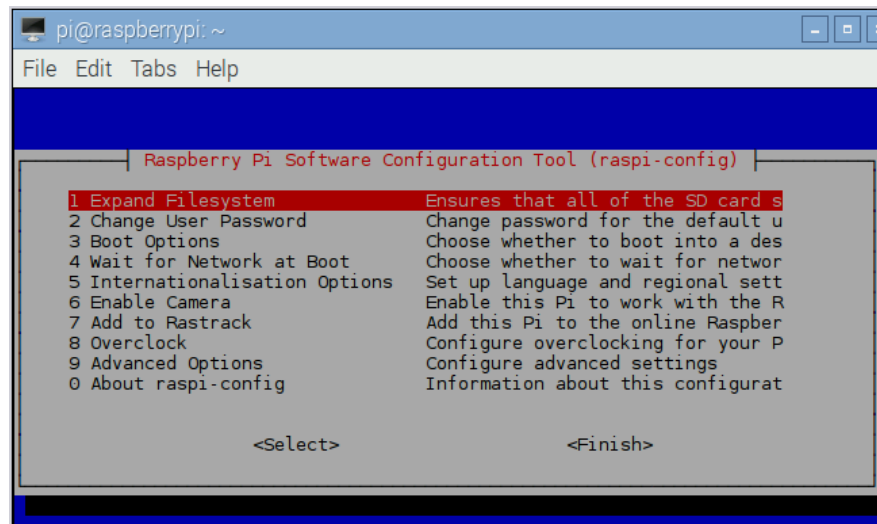 pi@raspberrypi: ~
File Edit Tabs Help
Raspberry Pi Software Configuration Tool (raspi-config)
1 Expand Filesystem Ensures that all of the SD card s
2 Change User Password Change password for the default u
3 Boot Options Choose whether to boot into a des
4 Wait for Network at Boot Choose whether to wait for networ
5 Internationalisation Options Set up language and regional sett
6 Enable Camera Enable this Pi to work with the R
7 Add to Rastrack Add this Pi to the online Raspber
8 Overclock Configure overclocking for your P
9 Advanced Options Configure advanced settings
0 About raspi-config Information about this configurat
<Select> <Finish>